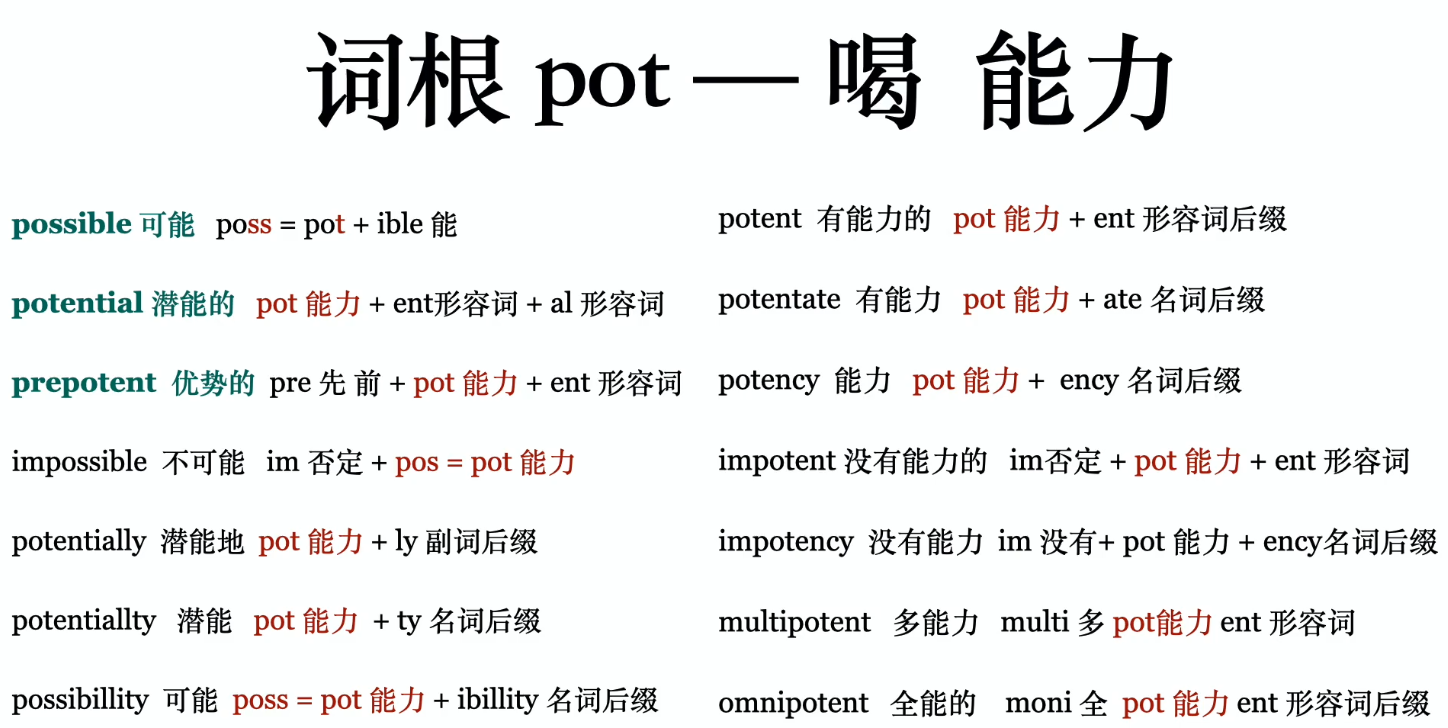 词根 pot — 喝 能力
possible 可能 poss = pot + ible 能
potential 潜能的 pot 能力 + ent形容词 + al 形容词
prepotent 优势的 pre 先 前 + pot 能力 + ent 形容词
impossible 不可能 im 否定 + pos = pot 能力
potentially 潜能地 pot 能力 + ly 副词后缀
potentiallty 潜能 pot 能力 + ty 名词后缀
possibillity 可能 poss = pot 能力 + ibillity 名词后缀
potent 有能力的 pot 能力 + ent 形容词后缀
potentate 有能力 pot 能力 + ate 名词后缀
potency 能力 pot 能力 + ency 名词后缀
impotent 没有能力的 im否定 + pot 能力 + ent 形容词
impotency 没有能力 im 没有+ pot 能力 + ency名词后缀
multipotent 多能力 multi 多 pot能力 ent 形容词
omnipotent 全能的 moni 全 pot 能力 ent 形容词后缀